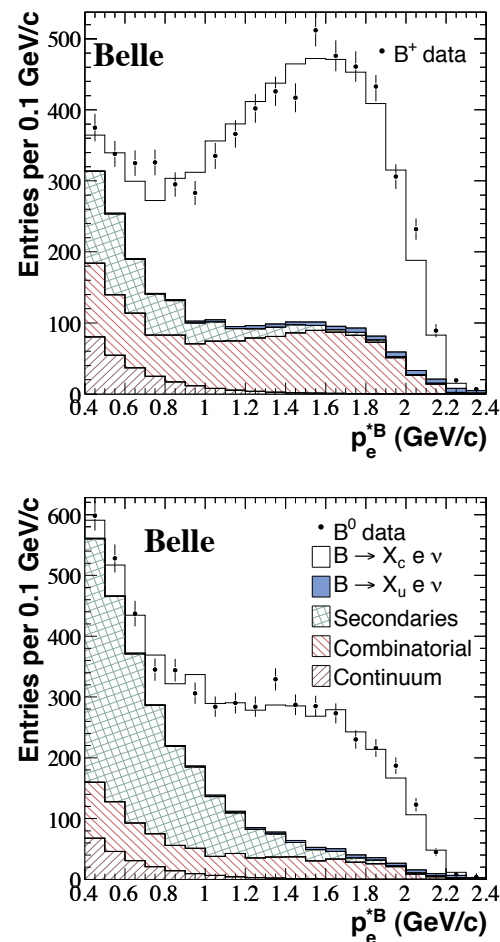 Entries per 0.1 GeV/c
500
400
300
200
100
0
Belle
B⁺ data
0.4 0.6 0.8 1 1.2 1.4 1.6 1.8 2 2.2 2.4
p*ᴮₑ (GeV/c)
Entries per 0.1 GeV/c
600
500
400
300
200
100
0
Belle
B⁰ data
B → Xc e ν
B → Xu e ν
Secondaries
Combinatorial
Continuum
0.4 0.6 0.8 1 1.2 1.4 1.6 1.8 2 2.2 2.4
p*ᴮₑ (GeV/c)